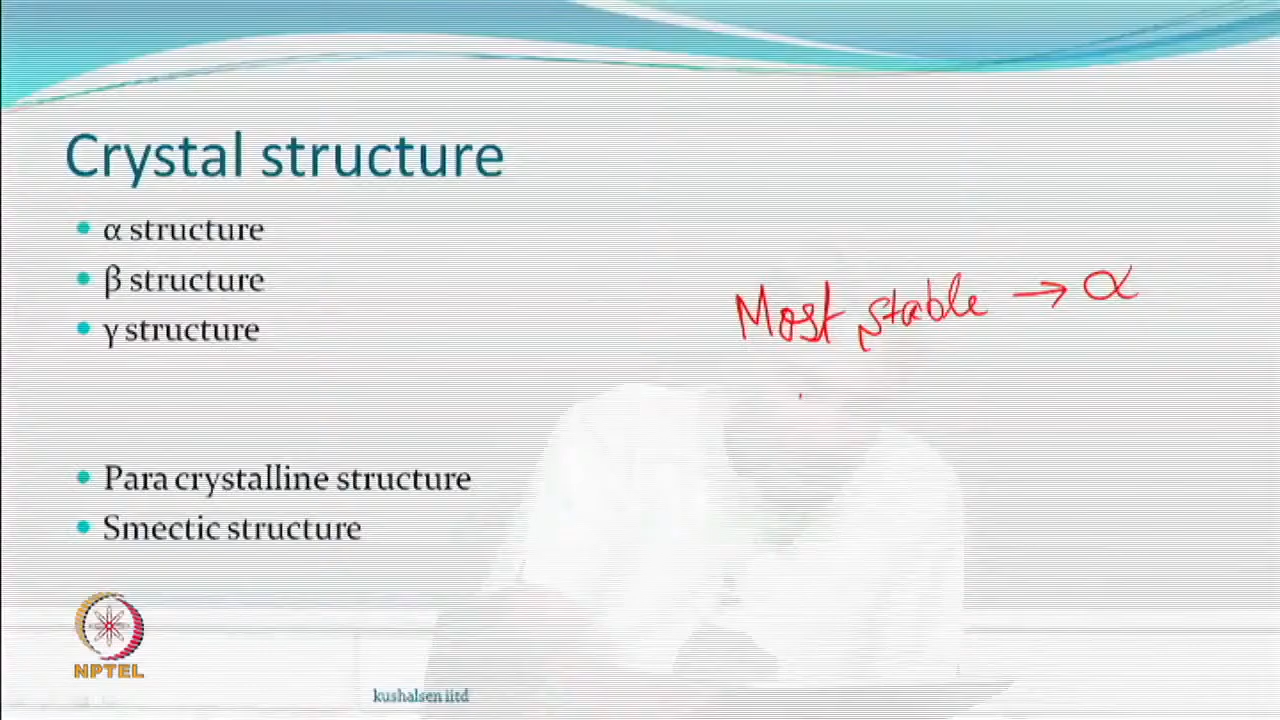 Crystal structure
α structure
β structure
γ structure
Most stable → α
Para crystalline structure
Smectic structure
NPTEL
kushalsen iitd